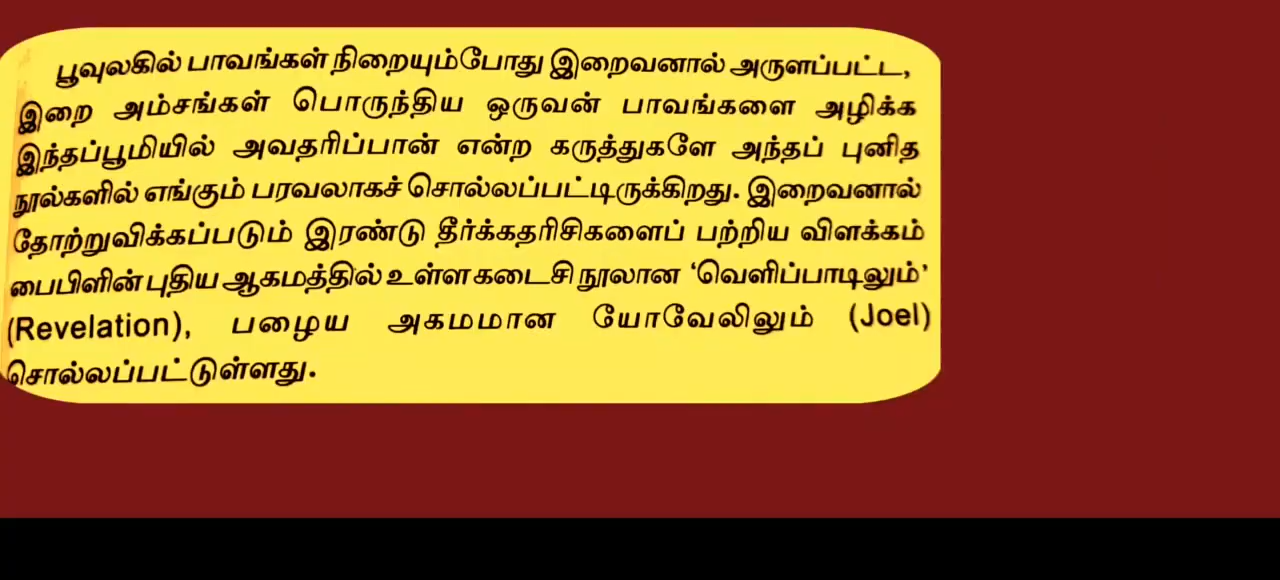 பூவுலகில் பாவங்கள் நிறையும்போது இறைவனால் அருளப்பட்ட,
இறை அம்சங்கள் பொருந்திய ஒருவன் பாவங்களை அழிக்க
இந்தப்பூமியில் அவதரிப்பான் என்ற கருத்துகளே அந்தப் புனித
நூல்களில் எங்கும் பரவலாகச் சொல்லப்பட்டிருக்கிறது. இறைவனால்
தோற்றுவிக்கப்படும் இரண்டு தீர்க்கதரிசிகளைப் பற்றிய விளக்கம்
பைபிளின் புதிய ஆகமத்தில் உள்ள கடைசி நூலான ‘வெளிப்பாடிலும்’
(Revelation), பழைய அகமமான யோவேலிலும் (Joel)
சொல்லப்பட்டுள்ளது.